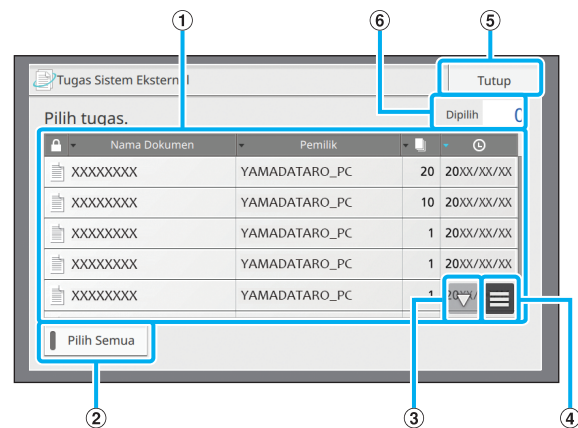 ① ⑥ ⑤
Tugas Sistem Eksternal Tutup
Pilih tugas. Dipilih 0
Nama Dokumen Pemilik
XXXXXXXX YAMADATARO_PC 20 20XX/XX/XX
XXXXXXXX YAMADATARO_PC 10 20XX/XX/XX
XXXXXXXX YAMADATARO_PC 1 20XX/XX/XX
XXXXXXXX YAMADATARO_PC 1 20XX/XX/XX
XXXXXXXX YAMADATARO_PC 1
Pilih Semua
② ③ ④